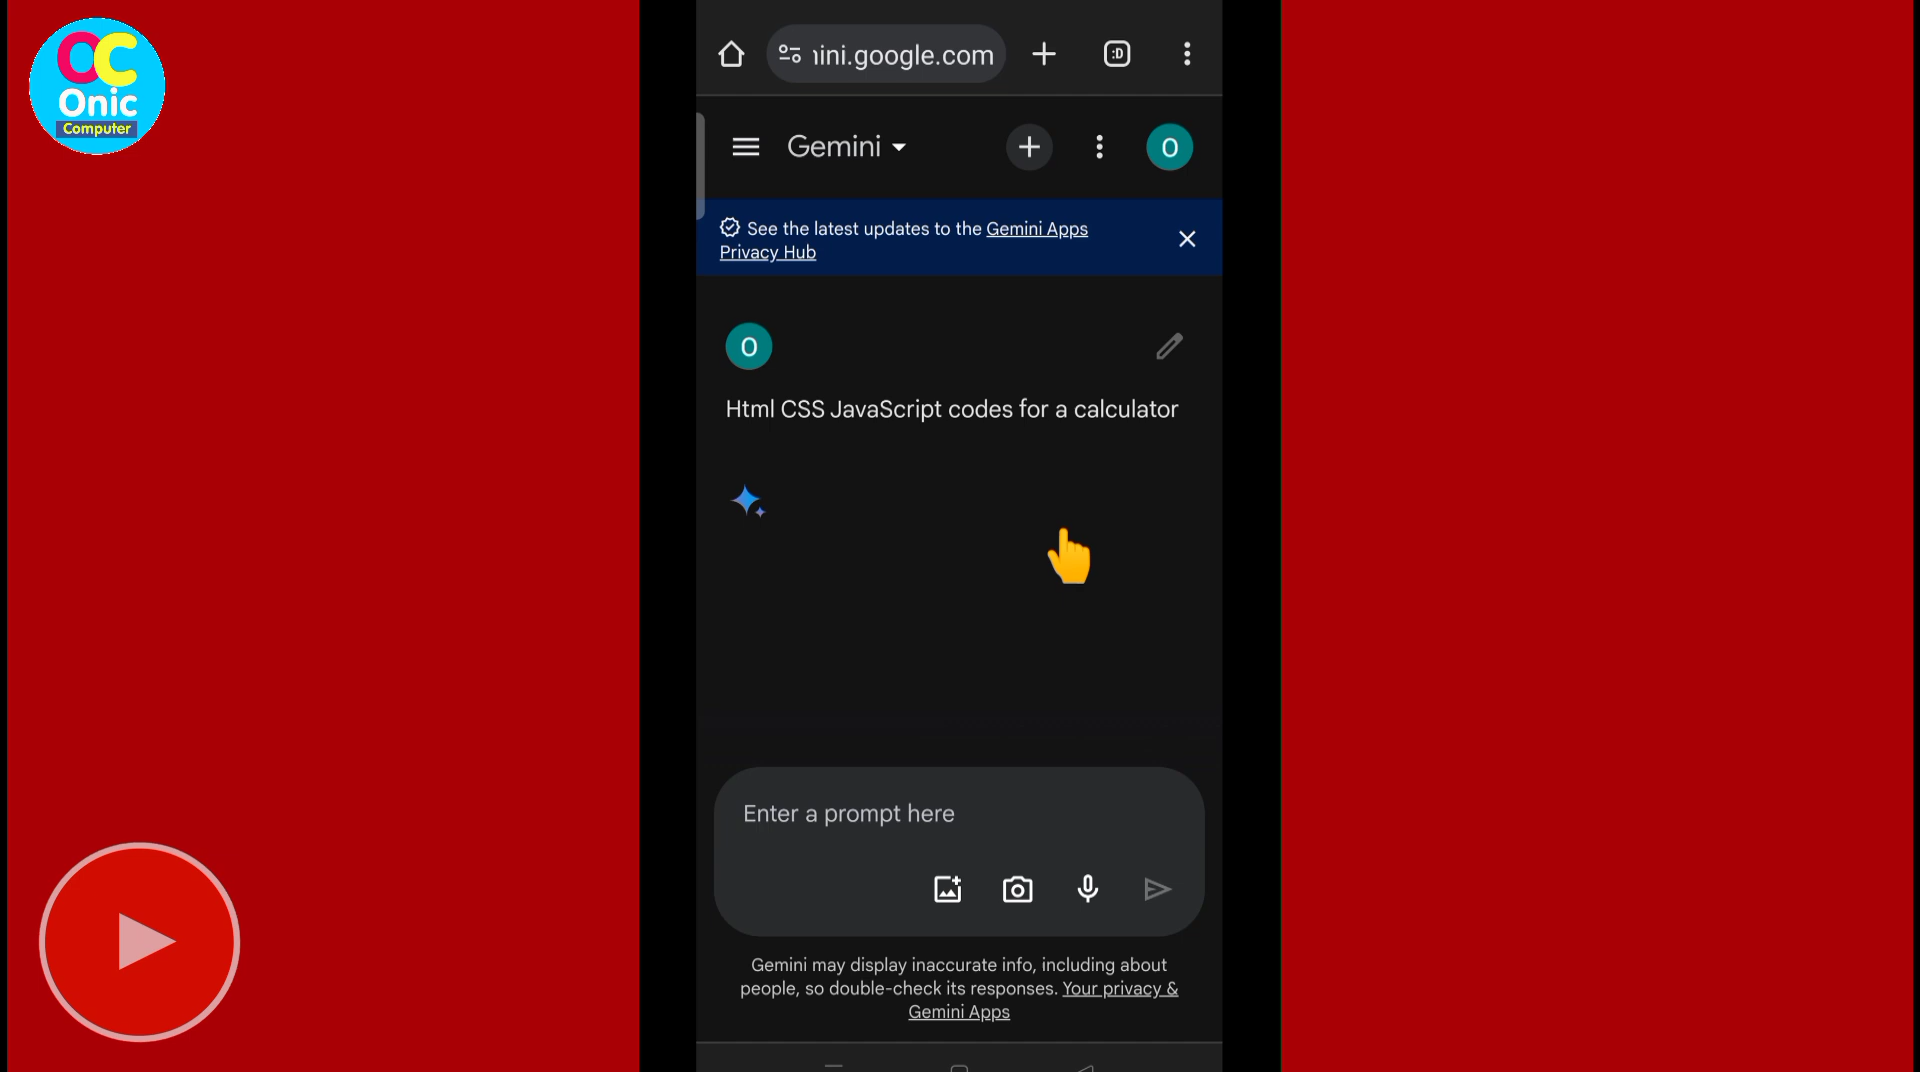 OC
Onic
Computer
ini.google.com
:D
Gemini
O
See the latest updates to the Gemini Apps
Privacy Hub
O
Html CSS JavaScript codes for a calculator
Enter a prompt here
Gemini may display inaccurate info, including about
people, so double-check its responses. Your privacy &
Gemini Apps